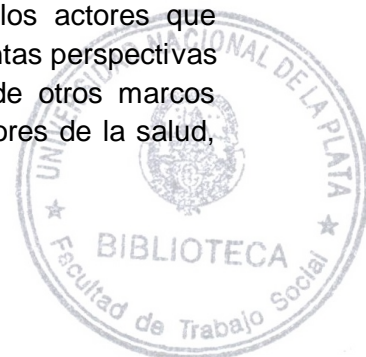 los actores que
ntas perspectivas
de otros marcos
ores de la salud,
UNIVERSIDAD NACIONAL DE LA PLATA
BIBLIOTECA
Facultad de Trabajo Social